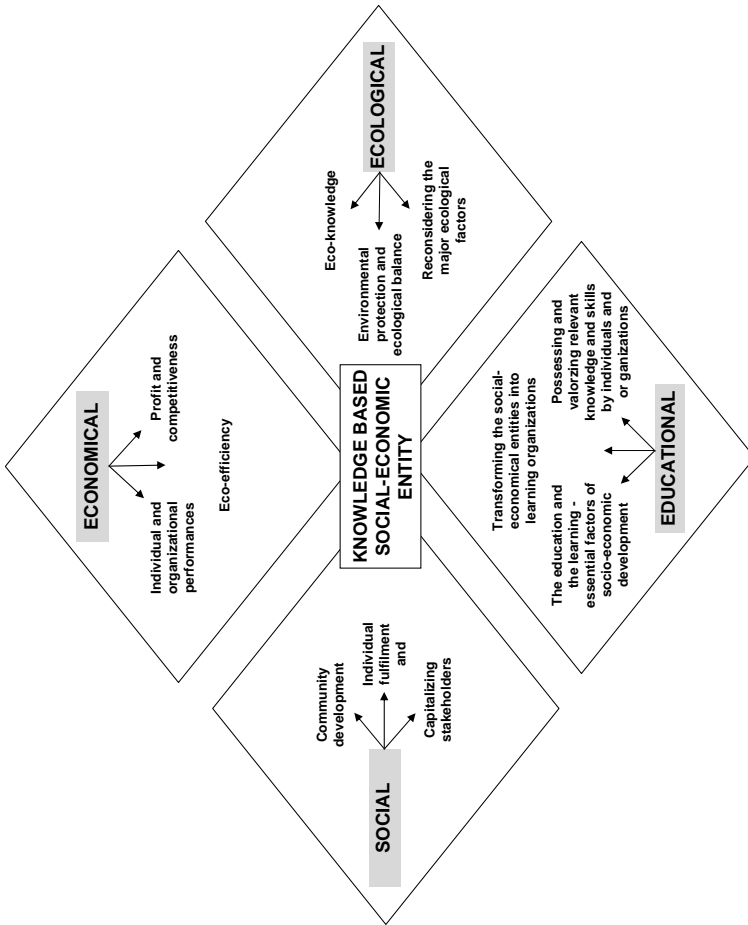 ECONOMICAL
Individual and
organizational
performances
Profit and
competitiveness
Eco-efficiency
SOCIAL
Community
development
Individual
fulfilment
and
Capitalizing
stakeholders
KNOWLEDGE BASED
SOCIAL-ECONOMIC
ENTITY
ECOLOGICAL
Eco-knowledge
Environmental
protection and
ecological balance
Reconsidering the
major ecological
factors
Transforming the social-
economical entities into
learning organizations
The education and
the learning -
essential factors of
socio-economic
development
Possessing and
valorzing relevant
knowledge and skills
by individuals and
or ganizations
EDUCATIONAL